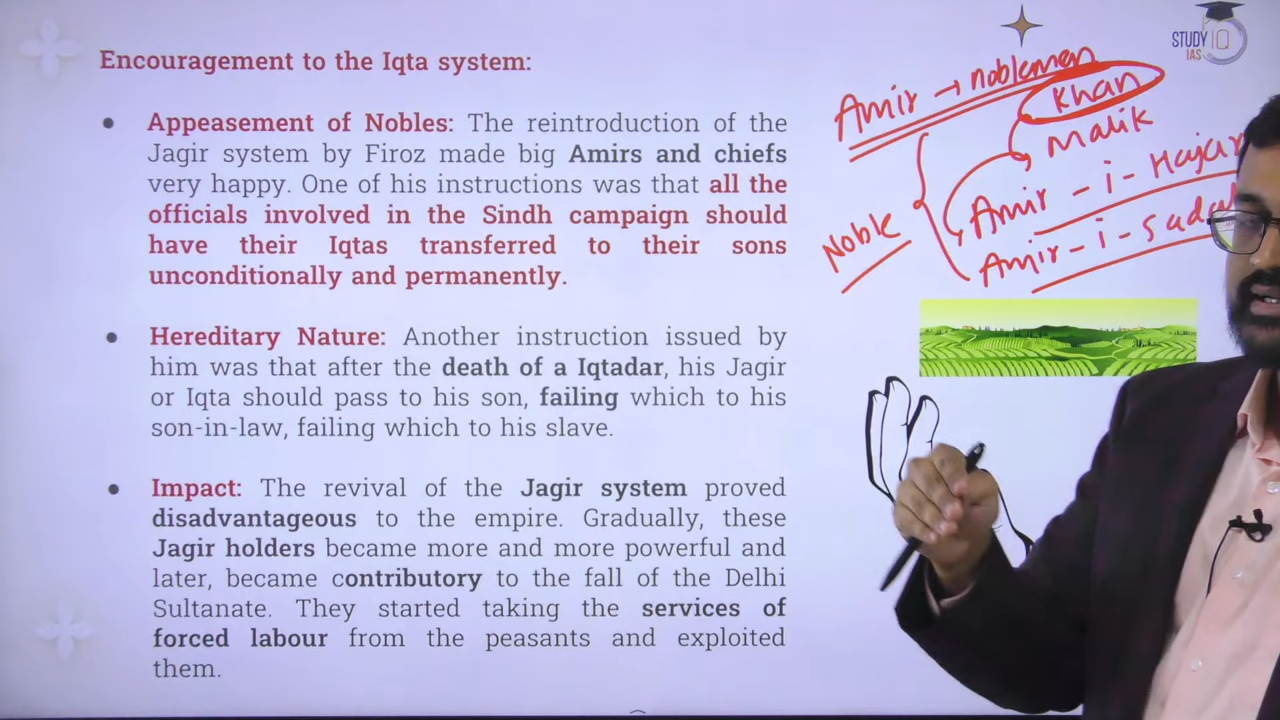 Encouragement to the Iqta system:
● Appeasement of Nobles: The reintroduction of the
Jagir system by Firoz made big Amirs and chiefs
very happy. One of his instructions was that all the
officials involved in the Sindh campaign should
have their Iqtas transferred to their sons
unconditionally and permanently.
● Hereditary Nature: Another instruction issued by
him was that after the death of a Iqtadar, his Jagir
or Iqta should pass to his son, failing which to his
son-in-law, failing which to his slave.
● Impact: The revival of the Jagir system proved
disadvantageous to the empire. Gradually, these
Jagir holders became more and more powerful and
later, became contributory to the fall of the Delhi
Sultanate. They started taking the services of
forced labour from the peasants and exploited
them.
STUDY IQ
IAS
Amir → noblemen
Khan
Malik
Amir - i - Hajar
Amir - i - Sadah
Noble